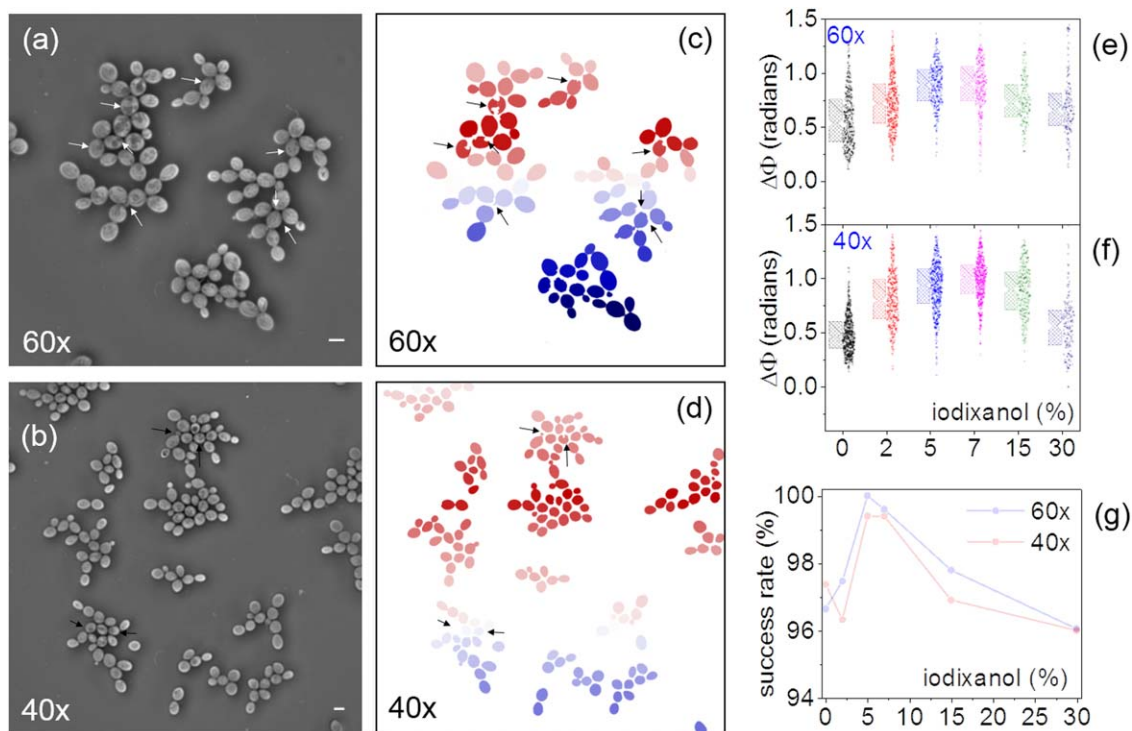 (a)
60x
(b)
40x
(c)
60x
(d)
40x
60x
(e)
ΔΦ (radians)
1.5
1.0
0.5
0.0
40x
(f)
ΔΦ (radians)
1.5
1.0
0.5
0.0
iodixanol (%)
0 2 5 7 15 30
(g)
success rate (%)
100
98
96
94
60x
40x
iodixanol (%)
0 5 10 15 20 25 30